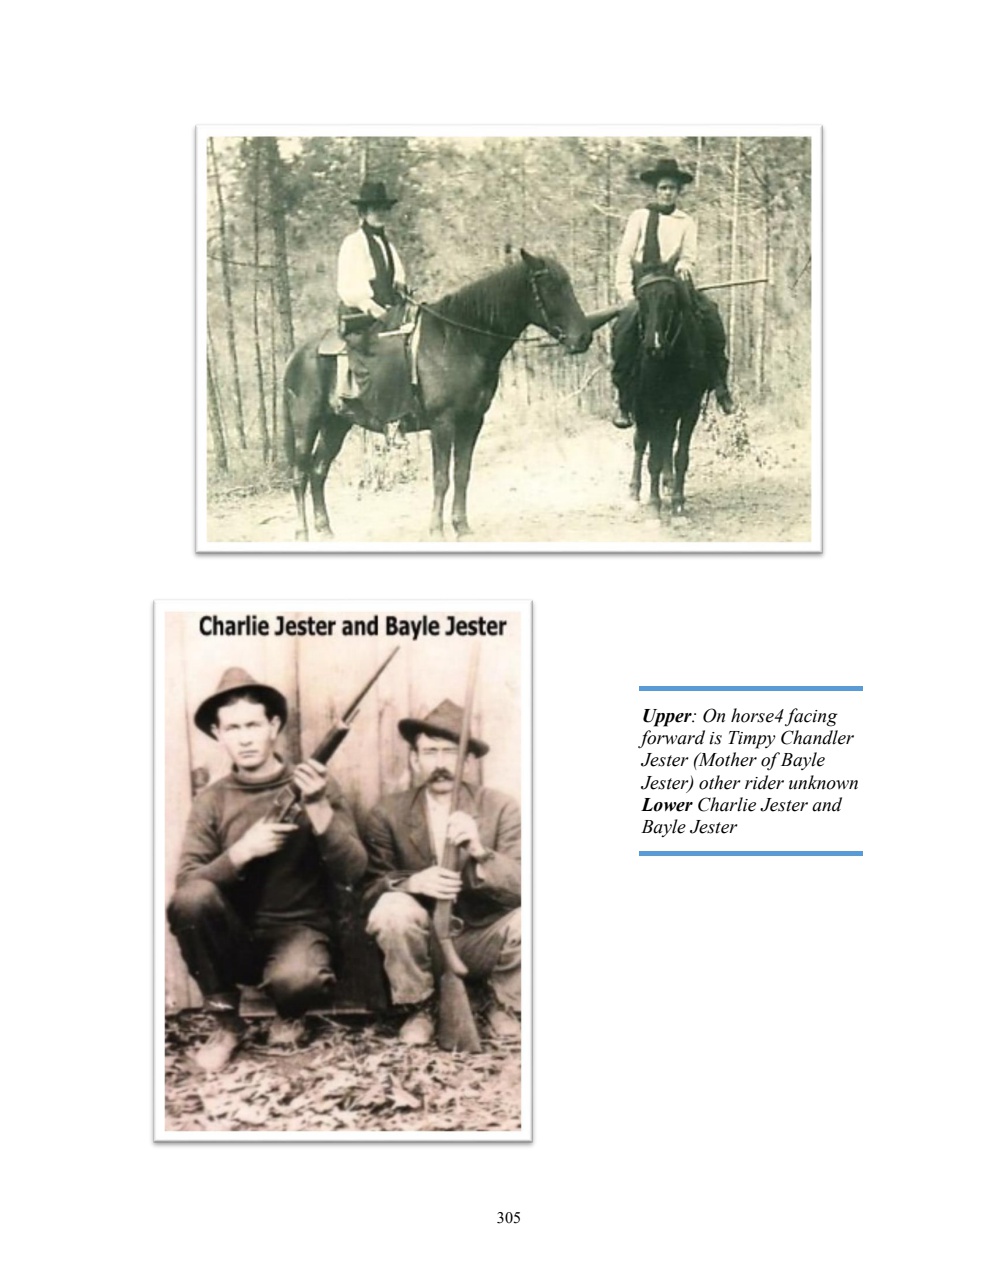 Charlie Jester and Bayle Jester
Upper: On horse4 facing
forward is Timpy Chandler
Jester (Mother of Bayle
Jester) other rider unknown
Lower Charlie Jester and
Bayle Jester
305